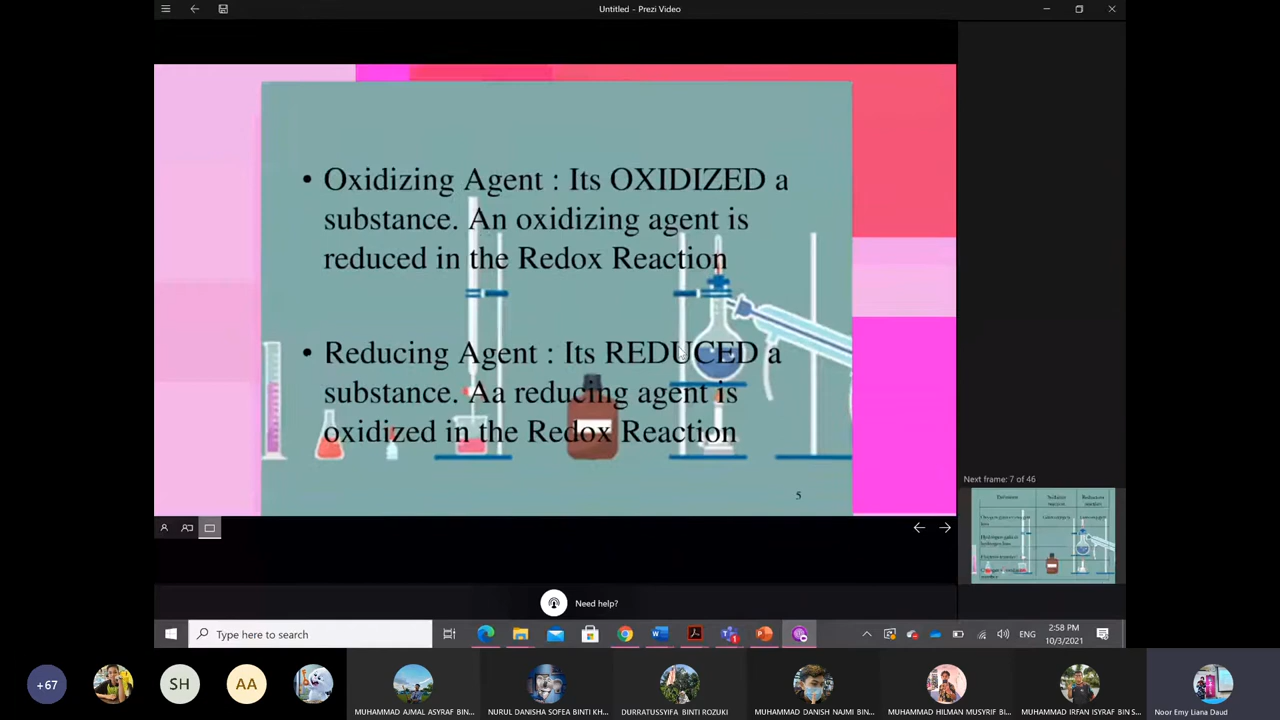 Untitled - Prezi Video
• Oxidizing Agent : Its OXIDIZED a
substance. An oxidizing agent is
reduced in the Redox Reaction
• Reducing Agent : Its REDUCED a
substance. Aa reducing agent is
oxidized in the Redox Reaction
5
Next frame: 7 of 46
Need help?
Type here to search
ENG
2:58 PM
10/3/2021
+67
SH
AA
MUHAMMAD AJMAL ASYRAF BIN...
NURUL DANISHA SOFEA BINTI KH...
DURRATUSSYIFA BINTI ROZUKI
MUHAMMAD DANISH NAJMI BIN...
MUHAMMAD HILMAN MUSYRIF BI...
MUHAMMAD IRFAN ISYRAF BIN S...
Noor Emy Liana Daud